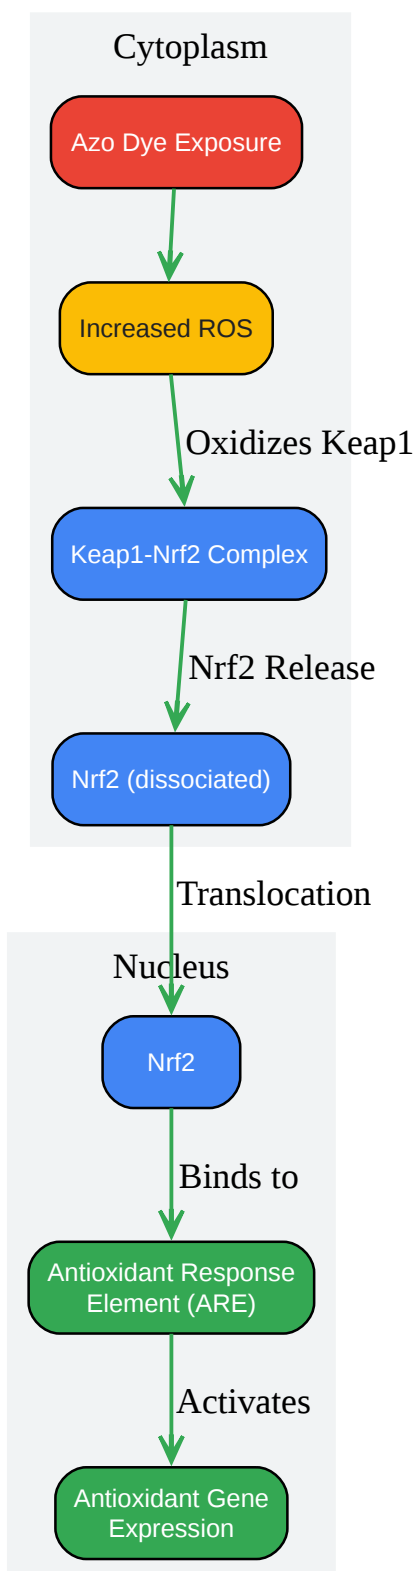 Cytoplasm
Azo Dye Exposure
Increased ROS
Oxidizes Keap1
Keap1-Nrf2 Complex
Nrf2 Release
Nrf2 (dissociated)
Translocation
Nucleus
Nrf2
Binds to
Antioxidant Response
Element (ARE)
Activates
Antioxidant Gene
Expression